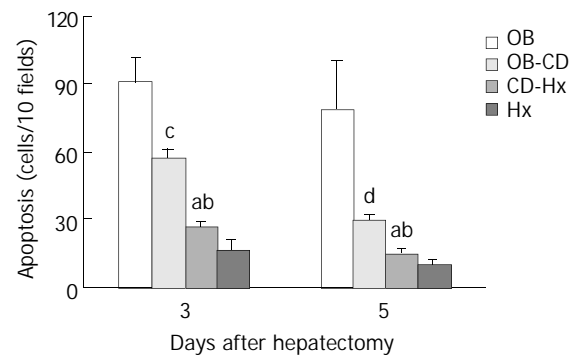 120
90
60
30
0
Apoptosis (cells/10 fields)
c
ab
d
ab
3
5
Days after hepatectomy
OB
OB-CD
CD-Hx
Hx